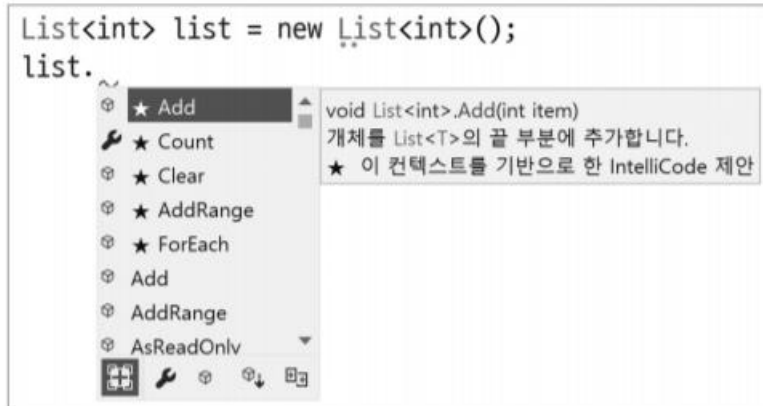 List<int> list = new List<int>();
list.
★ Add
★ Count
★ Clear
★ AddRange
★ ForEach
Add
AddRange
AsReadOnly
void List<int>.Add(int item)
개체를 List<T>의 끝 부분에 추가합니다.
★ 이 컨텍스트를 기반으로 한 IntelliCode 제안